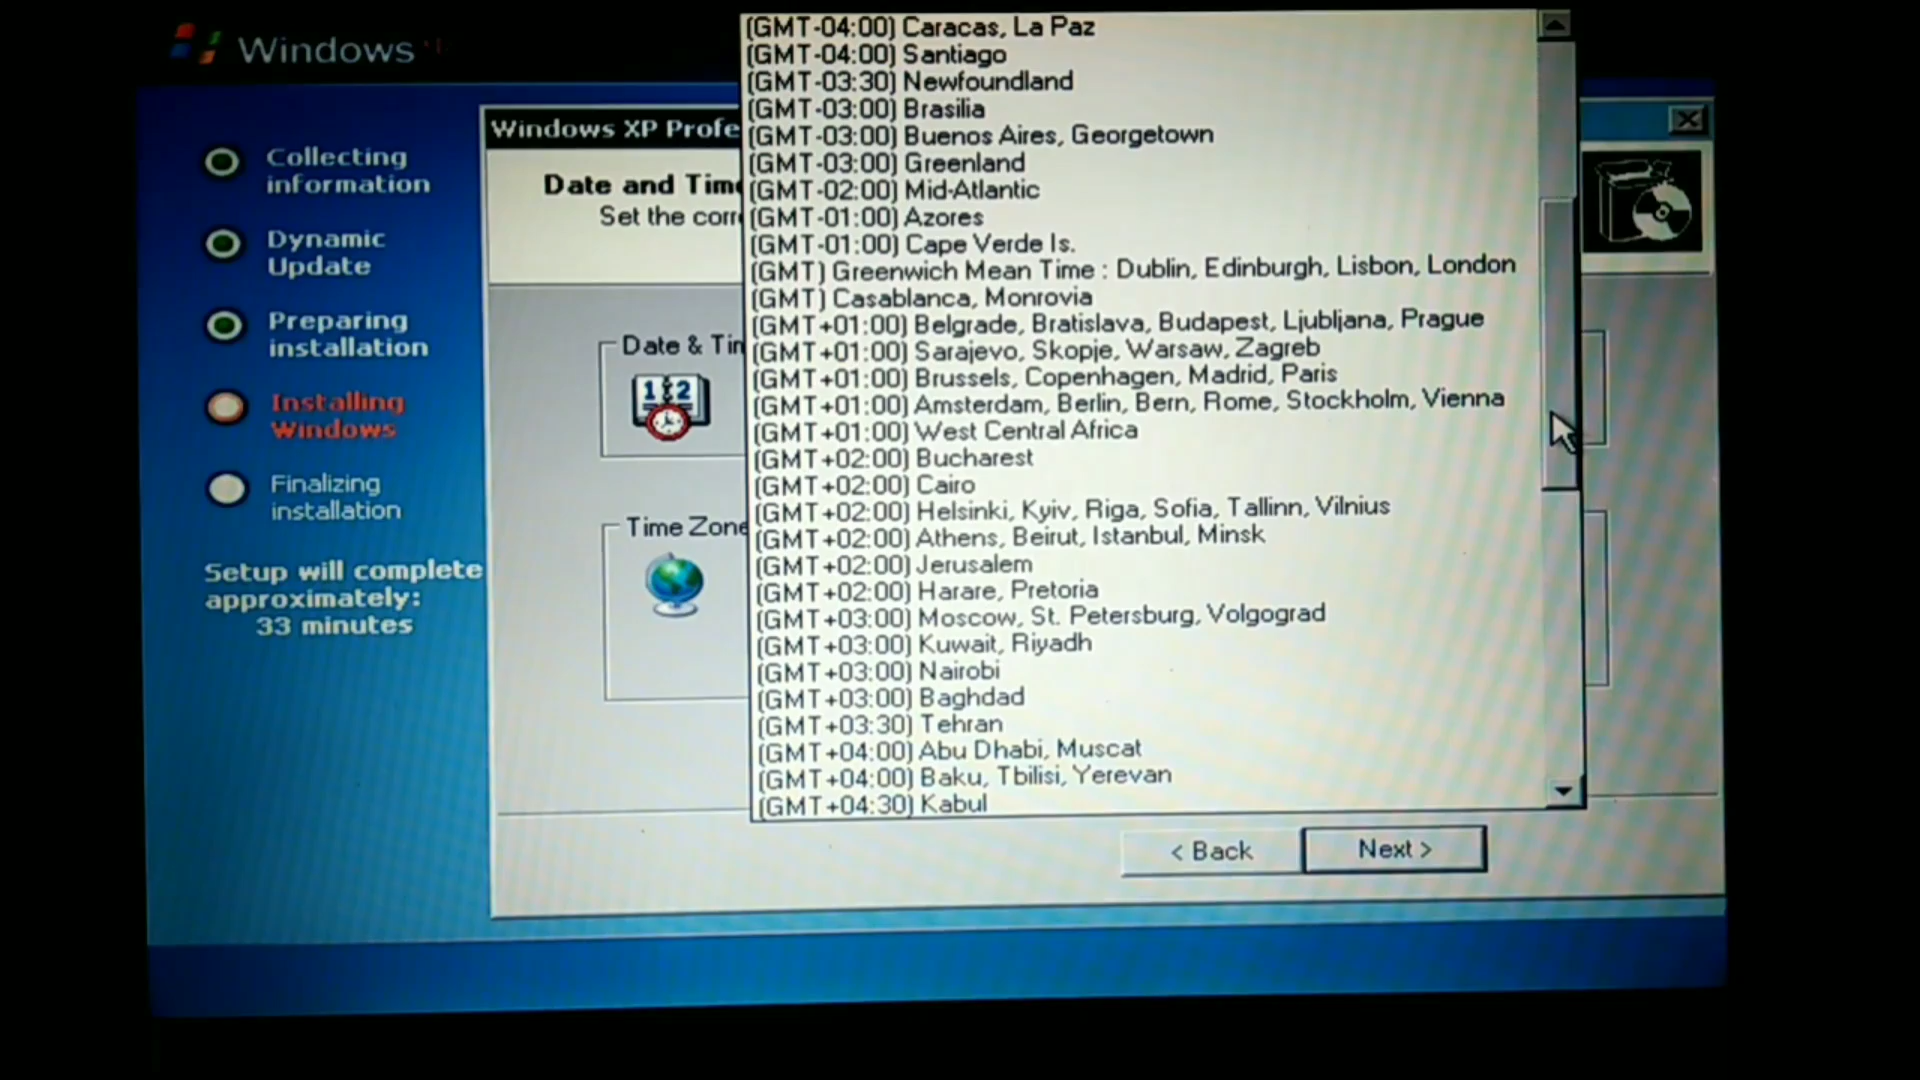 Windows
Collecting
information
Dynamic
Update
Preparing
installation
Installing
Windows
Finalizing
installation
Setup will complete
approximately:
33 minutes
Windows XP Profe
Date and Time
Set the corr
Date & Tim
12
Time Zone
(GMT-04:00) Caracas, La Paz
(GMT-04:00) Santiago
(GMT-03:30) Newfoundland
(GMT-03:00) Brasilia
(GMT-03:00) Buenos Aires, Georgetown
(GMT-03:00) Greenland
(GMT-02:00) Mid-Atlantic
(GMT-01:00) Azores
(GMT-01:00) Cape Verde Is.
(GMT) Greenwich Mean Time : Dublin, Edinburgh, Lisbon, London
(GMT) Casablanca, Monrovia
(GMT+01:00) Belgrade, Bratislava, Budapest, Ljubljana, Prague
(GMT+01:00) Sarajevo, Skopje, Warsaw, Zagreb
(GMT+01:00) Brussels, Copenhagen, Madrid, Paris
(GMT+01:00) Amsterdam, Berlin, Bern, Rome, Stockholm, Vienna
(GMT+01:00) West Central Africa
(GMT+02:00) Bucharest
(GMT+02:00) Cairo
(GMT+02:00) Helsinki, Kyiv, Riga, Sofia, Tallinn, Vilnius
(GMT+02:00) Athens, Beirut, Istanbul, Minsk
(GMT+02:00) Jerusalem
(GMT+02:00) Harare, Pretoria
(GMT+03:00) Moscow, St. Petersburg, Volgograd
(GMT+03:00) Kuwait, Riyadh
(GMT+03:00) Nairobi
(GMT+03:00) Baghdad
(GMT+03:30) Tehran
(GMT+04:00) Abu Dhabi, Muscat
(GMT+04:00) Baku, Tbilisi, Yerevan
(GMT+04:30) Kabul
< Back
Next >